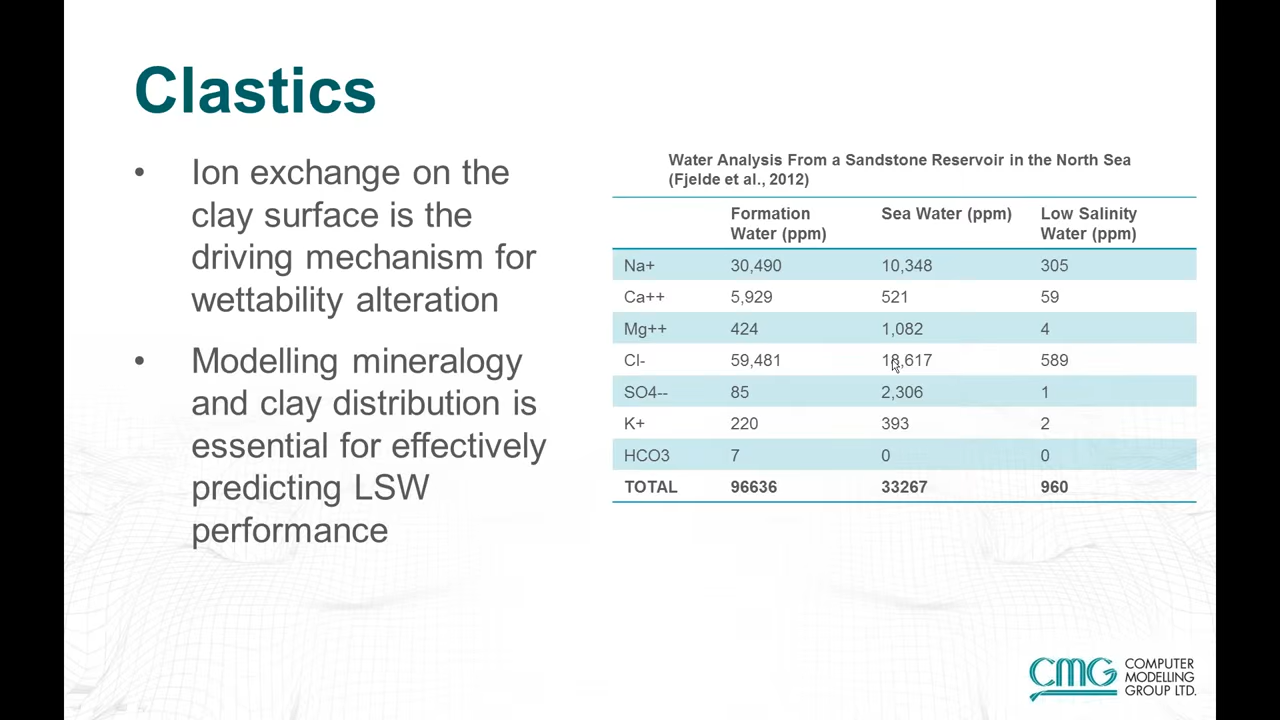 Clastics
• Ion exchange on the
clay surface is the
driving mechanism for
wettability alteration
• Modelling mineralogy
and clay distribution is
essential for effectively
predicting LSW
performance
Water Analysis From a Sandstone Reservoir in the North Sea
(Fjelde et al., 2012)
Formation Water (ppm) Sea Water (ppm) Low Salinity Water (ppm)
Na+ 30,490 10,348 305
Ca++ 5,929 521 59
Mg++ 424 1,082 4
Cl- 59,481 18,617 589
SO4-- 85 2,306 1
K+ 220 393 2
HCO3 7 0 0
TOTAL 96636 33267 960
CMG COMPUTER
MODELLING
GROUP LTD.